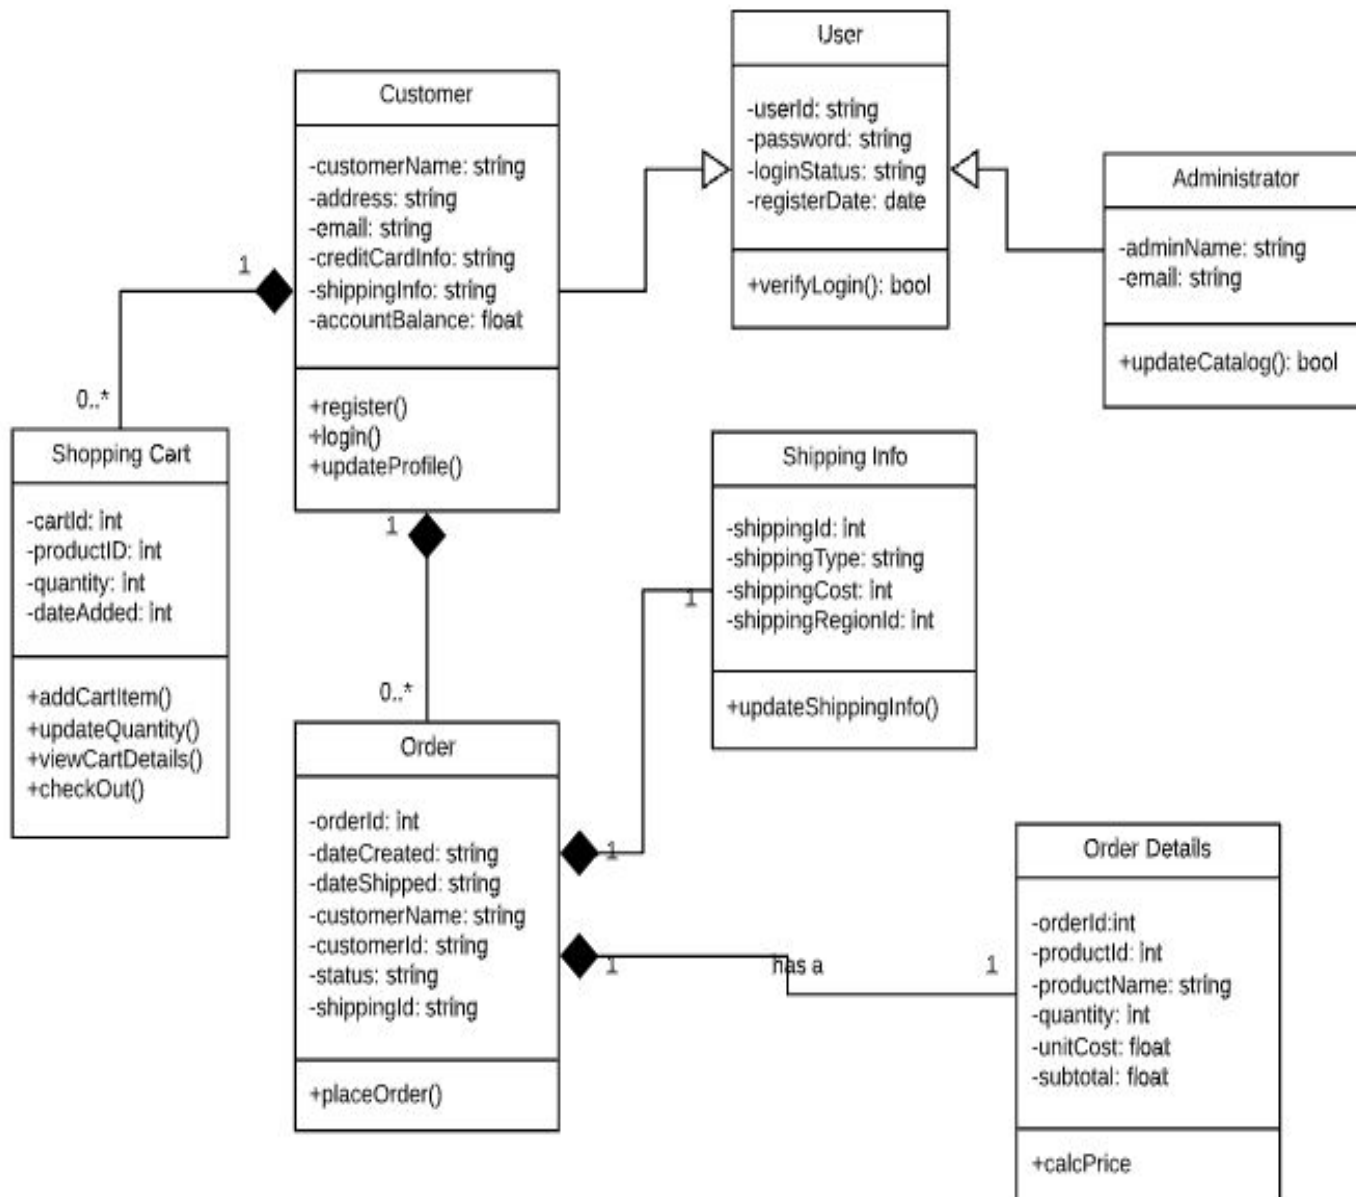 User
-userId: string
-password: string
-loginStatus: string
-registerDate: date
+verifyLogin(): bool
Customer
-customerName: string
-address: string
-email: string
-creditCardInfo: string
-shippingInfo: string
-accountBalance: float
+register()
+login()
+updateProfile()
Administrator
-adminName: string
-email: string
+updateCatalog(): bool
1
0..*
Shopping Cart
-cartId: int
-productID: int
-quantity: int
-dateAdded: int
+addCartItem()
+updateQuantity()
+viewCartDetails()
+checkOut()
1
0..*
Shipping Info
-shippingId: int
-shippingType: string
-shippingCost: int
-shippingRegionId: int
+updateShippingInfo()
1
Order
-orderId: int
-dateCreated: string
-dateShipped: string
-customerName: string
-customerId: string
-status: string
-shippingId: string
+placeOrder()
1
1
has a
1
Order Details
-orderId:int
-productId: int
-productName: string
-quantity: int
-unitCost: float
-subtotal: float
+calcPrice